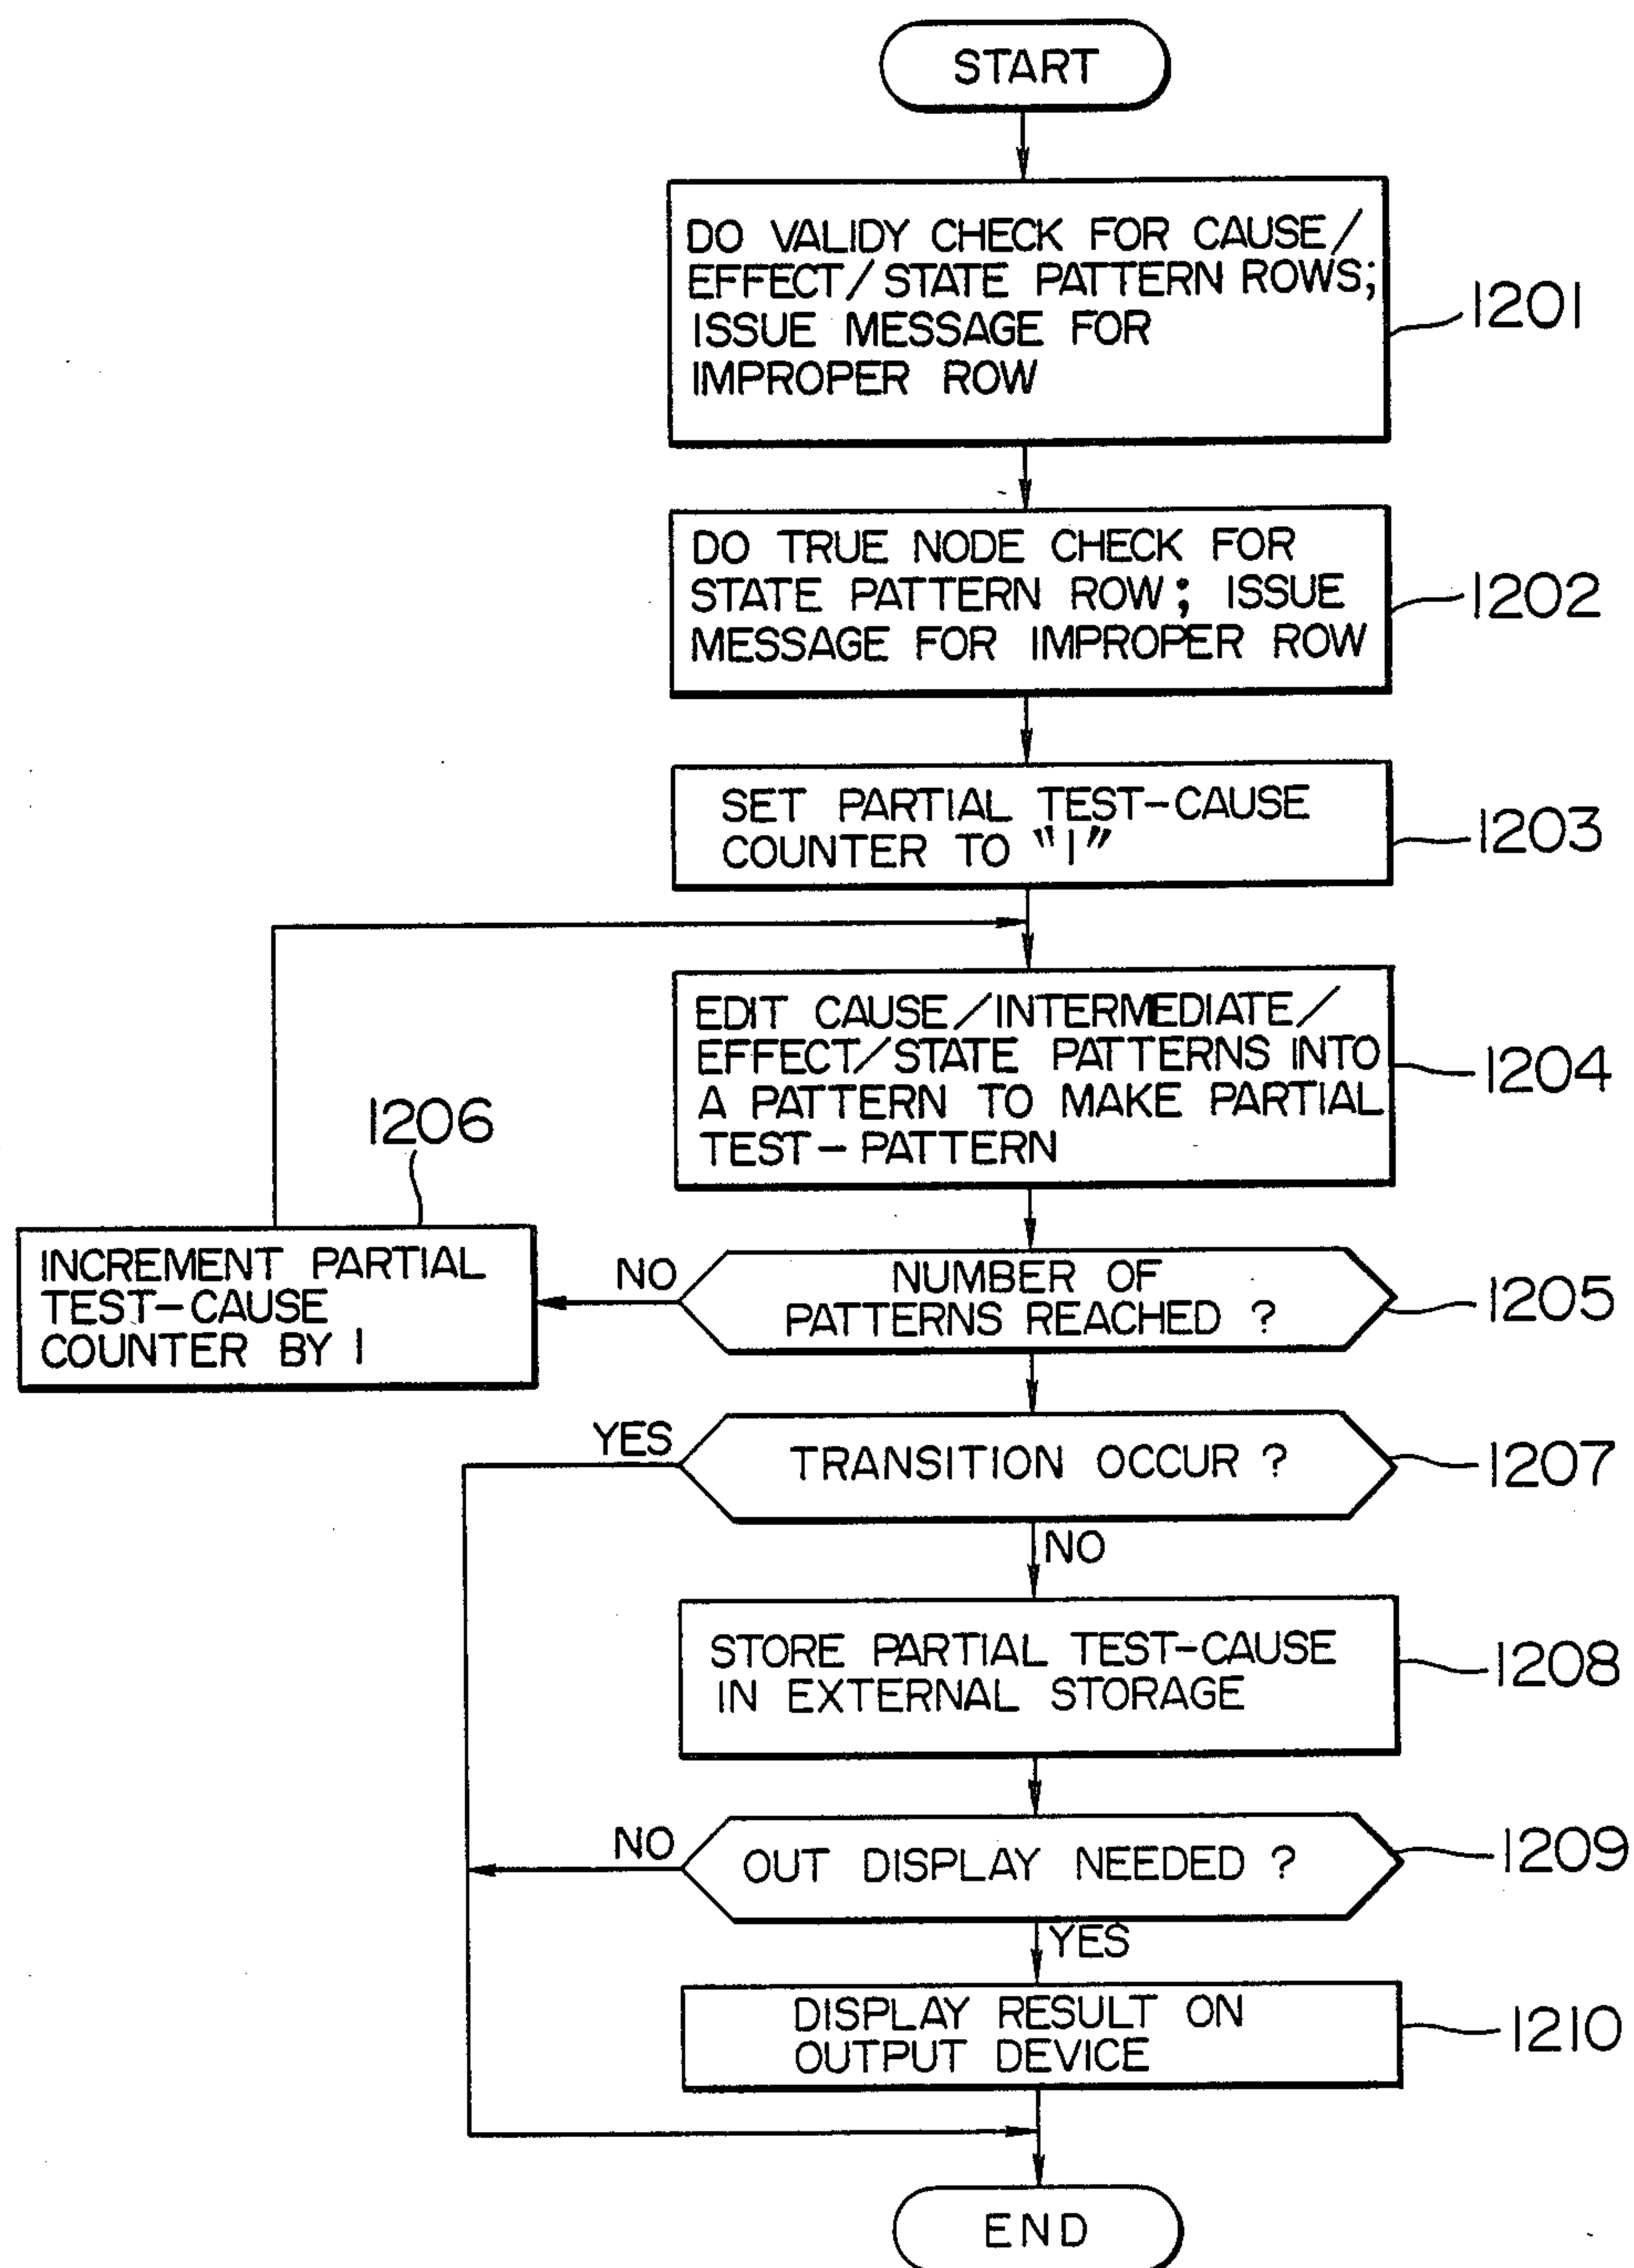 START
DO VALIDY CHECK FOR CAUSE/
EFFECT/STATE PATTERN ROWS;
ISSUE MESSAGE FOR
IMPROPER ROW
1201
DO TRUE NODE CHECK FOR
STATE PATTERN ROW; ISSUE
MESSAGE FOR IMPROPER ROW
1202
SET PARTIAL TEST-CAUSE
COUNTER TO "1"
1203
EDIT CAUSE/INTERMEDIATE/
EFFECT/STATE PATTERNS INTO
A PATTERN TO MAKE PARTIAL
TEST-PATTERN
1204
1206
INCREMENT PARTIAL
TEST-CAUSE
COUNTER BY 1
NO
NUMBER OF
PATTERNS REACHED ?
1205
YES
TRANSITION OCCUR ?
1207
NO
STORE PARTIAL TEST-CAUSE
IN EXTERNAL STORAGE
1208
NO
OUT DISPLAY NEEDED ?
1209
YES
DISPLAY RESULT ON
OUTPUT DEVICE
1210
END